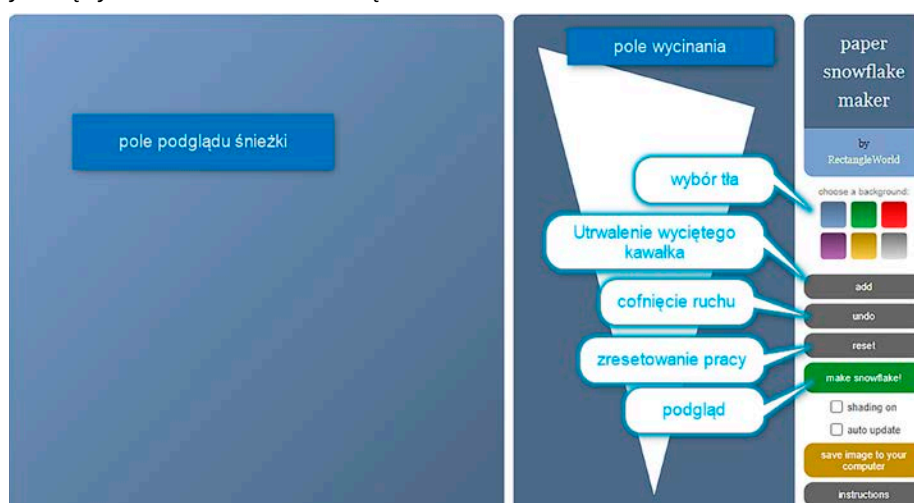 pole podglądu śnieżki
pole wycinania
wybór tła
Utrwalenie wyciętego
kawałka
cofnięcie ruchu
zresetowanie pracy
podgląd
paper
snowflake
maker
by
RectangleWorld
choose a background:
add
undo
reset
make snowflake!
shading on
auto update
save image to your
computer
instructions